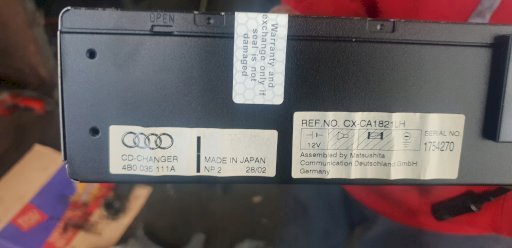 OPEN
Warranty and
exchange only if
seal is not
damaged
CD-CHANGER
4B0 035 111A
MADE IN JAPAN
NP 2 28/02
REF.NO. CX-CA1821LH
12V
SERIAL NO.
1754270
Assembled by Matsushita
Communication Deutschland GmbH
Germany